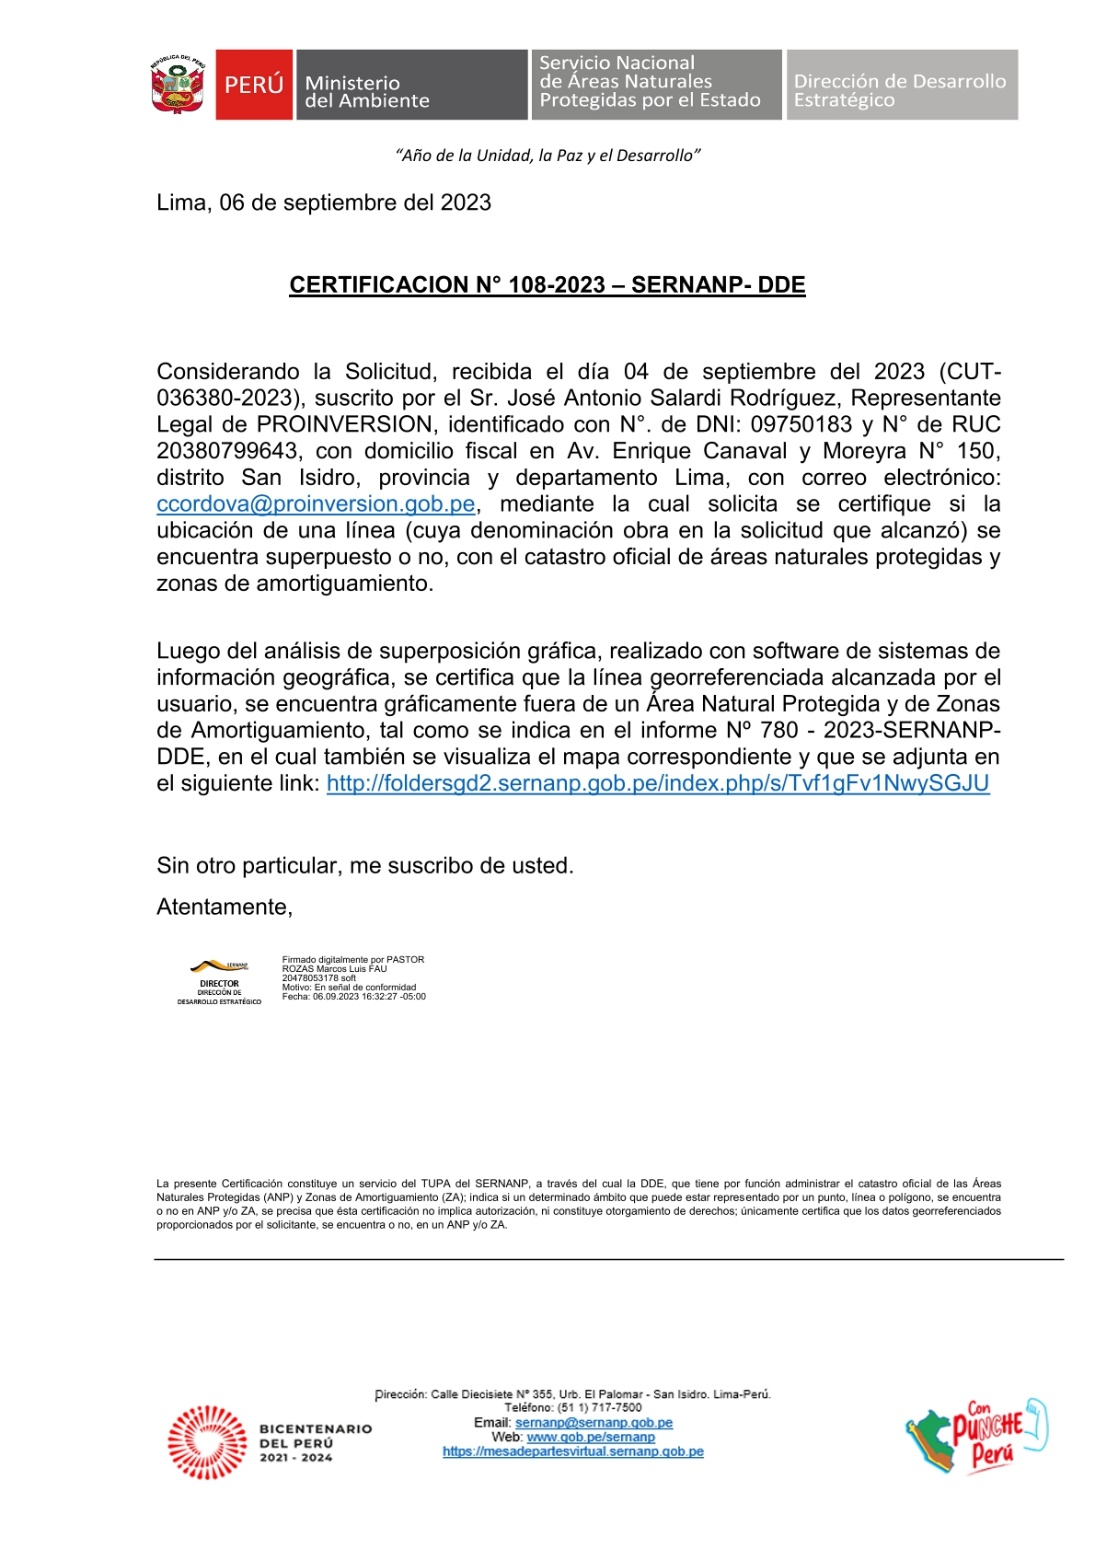 REPÚBLICA DEL PERÚ
PERÚ
Ministerio
del Ambiente
Servicio Nacional
de Áreas Naturales
Protegidas por el Estado
Dirección de Desarrollo
Estratégico
“Año de la Unidad, la Paz y el Desarrollo”
Lima, 06 de septiembre del 2023
CERTIFICACION N° 108-2023 – SERNANP- DDE
Considerando la Solicitud, recibida el día 04 de septiembre del 2023 (CUT-
036380-2023), suscrito por el Sr. José Antonio Salardi Rodríguez, Representante
Legal de PROINVERSION, identificado con N°. de DNI: 09750183 y N° de RUC
20380799643, con domicilio fiscal en Av. Enrique Canaval y Moreyra N° 150,
distrito San Isidro, provincia y departamento Lima, con correo electrónico:
ccordova@proinversion.gob.pe, mediante la cual solicita se certifique si la
ubicación de una línea (cuya denominación obra en la solicitud que alcanzó) se
encuentra superpuesto o no, con el catastro oficial de áreas naturales protegidas y
zonas de amortiguamiento.
Luego del análisis de superposición gráfica, realizado con software de sistemas de
información geográfica, se certifica que la línea georreferenciada alcanzada por el
usuario, se encuentra gráficamente fuera de un Área Natural Protegida y de Zonas
de Amortiguamiento, tal como se indica en el informe Nº 780 - 2023-SERNANP-
DDE, en el cual también se visualiza el mapa correspondiente y que se adjunta en
el siguiente link: http://foldersgd2.sernanp.gob.pe/index.php/s/Tvf1gFv1NwySGJU
Sin otro particular, me suscribo de usted.
Atentamente,
SERNANP
DIRECTOR
DIRECCIÓN DE
DESARROLLO ESTRATÉGICO
Firmado digitalmente por PASTOR
ROZAS Marcos Luis FAU
20478053178 soft
Motivo: En señal de conformidad
Fecha: 06.09.2023 16:32:27 -05:00
La presente Certificación constituye un servicio del TUPA del SERNANP, a través del cual la DDE, que tiene por función administrar el catastro oficial de las Áreas
Naturales Protegidas (ANP) y Zonas de Amortiguamiento (ZA); indica si un determinado ámbito que puede estar representado por un punto, línea o polígono, se encuentra
o no en ANP y/o ZA, se precisa que ésta certificación no implica autorización, ni constituye otorgamiento de derechos; únicamente certifica que los datos georreferenciados
proporcionados por el solicitante, se encuentra o no, en un ANP y/o ZA.
BICENTENARIO
DEL PERÚ
2021 - 2024
Dirección: Calle Diecisiete N° 355, Urb. El Palomar - San Isidro. Lima-Perú.
Teléfono: (51 1) 717-7500
Email: sernanp@sernanp.gob.pe
Web: www.gob.pe/sernanp
https://mesadepartesvirtual.sernanp.gob.pe
Con
PUNCHE
Perú